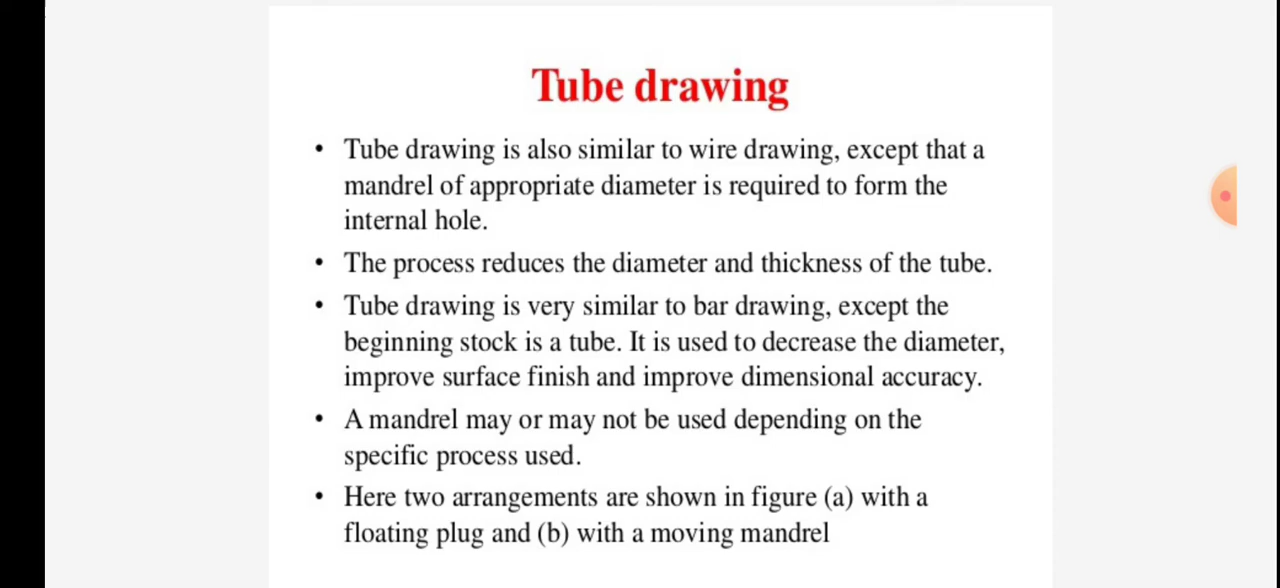 Tube drawing
• Tube drawing is also similar to wire drawing, except that a
mandrel of appropriate diameter is required to form the
internal hole.
• The process reduces the diameter and thickness of the tube.
• Tube drawing is very similar to bar drawing, except the
beginning stock is a tube. It is used to decrease the diameter,
improve surface finish and improve dimensional accuracy.
• A mandrel may or may not be used depending on the
specific process used.
• Here two arrangements are shown in figure (a) with a
floating plug and (b) with a moving mandrel